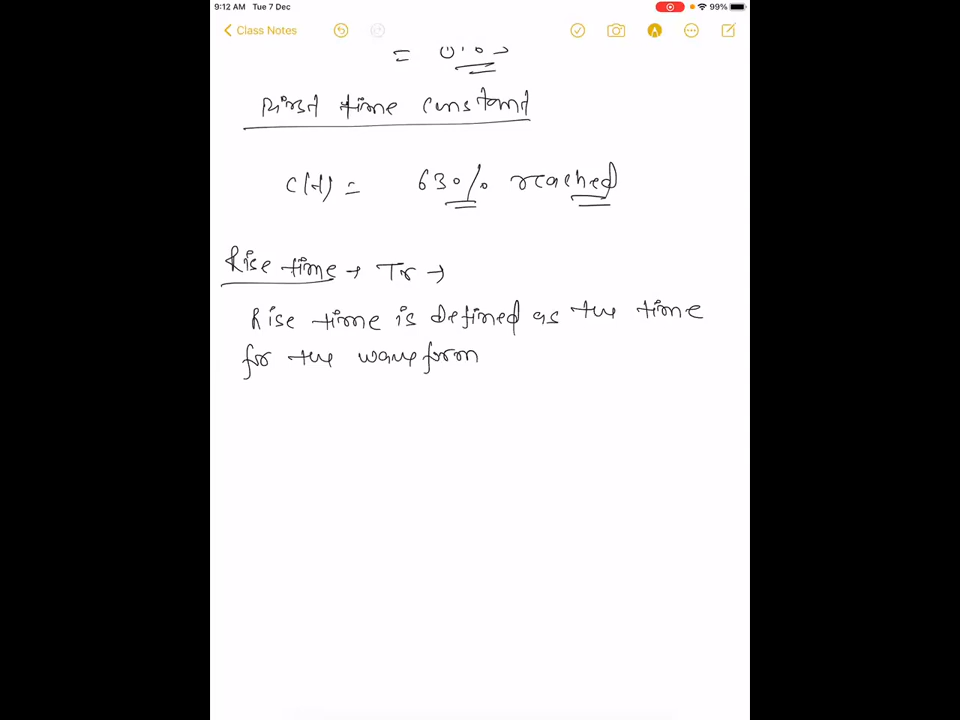 9:12 AM Tue 7 Dec
99%
Class Notes
First time constant
c(t) = 63% reached
Rise time → Tr →
Rise time is defined as the time
for the waveform